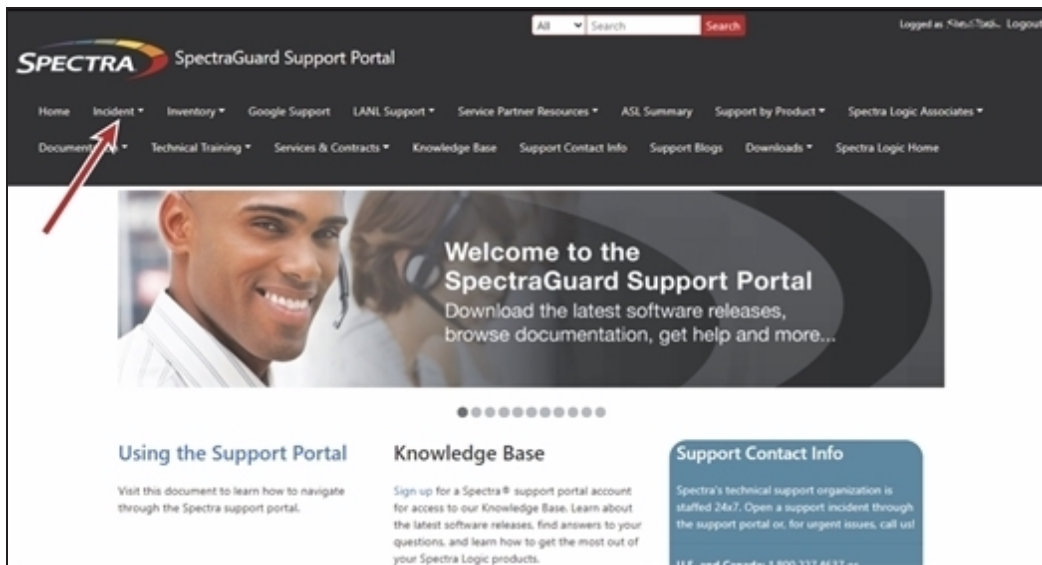 All Search Search Logged as Logout
SPECTRA SpectraGuard Support Portal
Home Incident Inventory Google Support LANL Support Service Partner Resources ASL Summary Support by Product Spectra Logic Associates
Technical Training Services & Contracts Knowledge Base Support Contact Info Support Blogs Downloads Spectra Logic Home
Welcome to the
SpectraGuard Support Portal
Download the latest software releases,
browse documentation, get help and more...
Using the Support Portal
Visit this document to learn how to navigate
through the Spectra support portal.
Knowledge Base
Sign up for a Spectra® support portal account
for access to our Knowledge Base. Learn about
the latest software releases, find answers to your
questions, and learn how to get the most out of
your Spectra Logic products.
Support Contact Info
Spectra's technical support organization is
staffed 24x7. Open a support incident through
the support portal or, for urgent issues, call us!
U.S. and Canada: